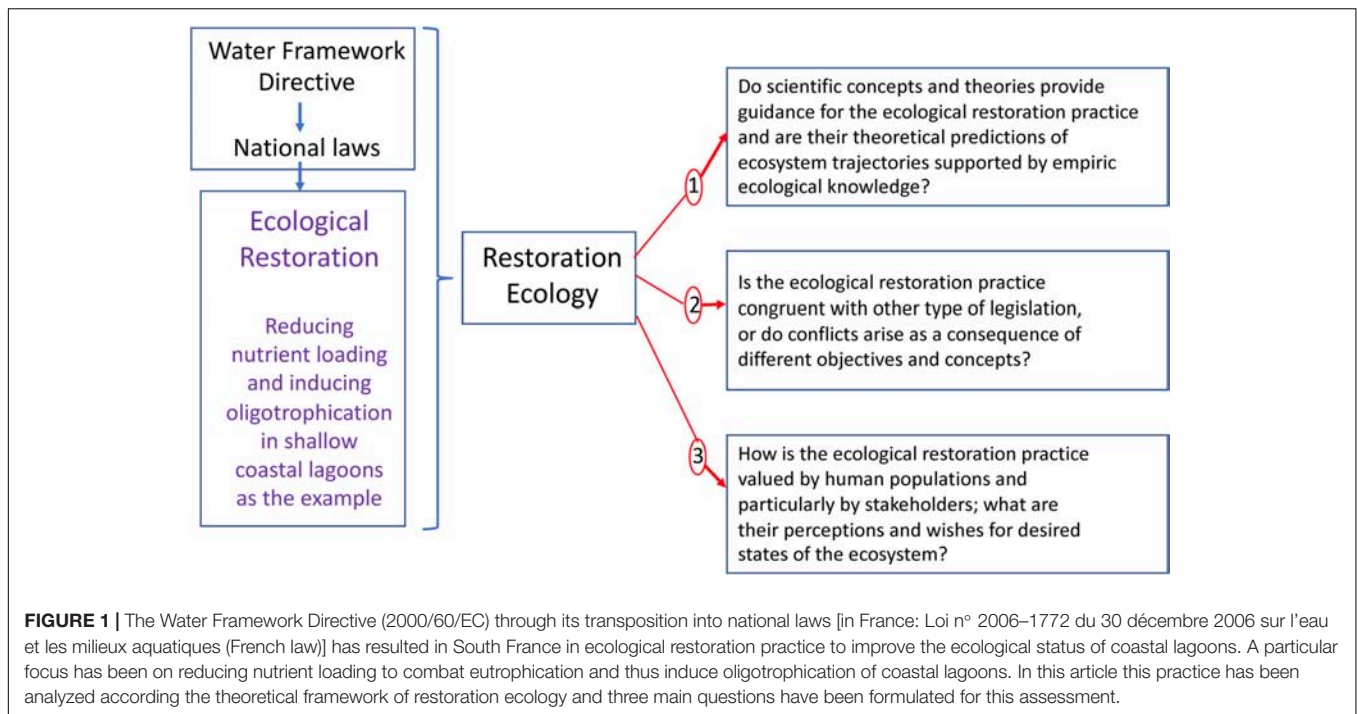 Water Framework
Directive
National laws
Ecological
Restoration
Reducing
nutrient loading
and inducing
oligotrophication
in shallow
coastal lagoons
as the example
Restoration
Ecology
1
Do scientific concepts and theories provide
guidance for the ecological restoration practice
and are their theoretical predictions of
ecosystem trajectories supported by empiric
ecological knowledge?
2
Is the ecological restoration practice
congruent with other type of legislation,
or do conflicts arise as a consequence of
different objectives and concepts?
3
How is the ecological restoration practice
valued by human populations and
particularly by stakeholders; what are
their perceptions and wishes for desired
states of the ecosystem?
FIGURE 1 | The Water Framework Directive (2000/60/EC) through its transposition into national laws [in France: Loi n° 2006–1772 du 30 décembre 2006 sur l'eau
et les milieux aquatiques (French law)] has resulted in South France in ecological restoration practice to improve the ecological status of coastal lagoons. A particular
focus has been on reducing nutrient loading to combat eutrophication and thus induce oligotrophication of coastal lagoons. In this article this practice has been
analyzed according the theoretical framework of restoration ecology and three main questions have been formulated for this assessment.